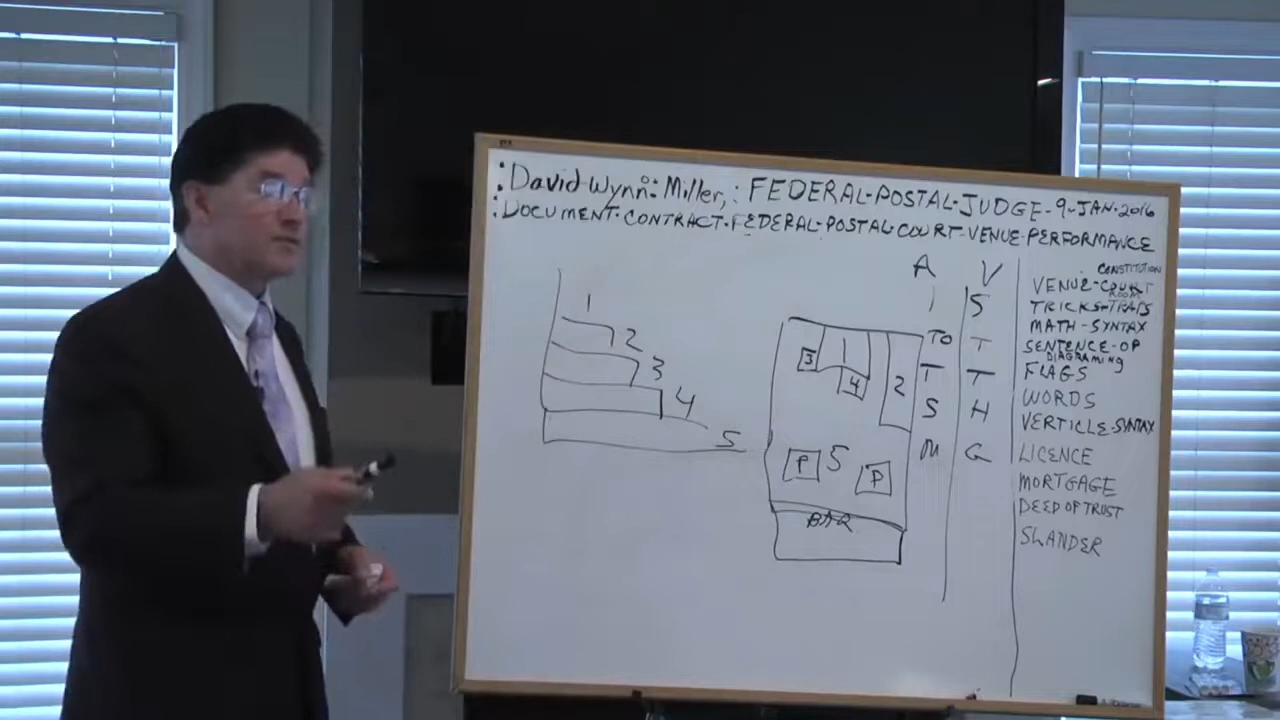 :David-Wynn: Miller, : FEDERAL-POSTAL-JUDGE-9-JAN-2016
:DOCUMENT-CONTRACT-FEDERAL-POSTAL-COURT-VENUE-PERFORMANCE
1
2
3
4
5
3
1
4
2
P
5
P
BAR
A
1
TO
T
S
M
V
S
T
T
H
G
CONSTITUTION
VENUE-COURT
ROOM
TRICKS-TRAPS
MATH-SYNTAX
SENTENCE-OP
DIAGRAMING
FLAGS
WORDS
VERTICLE-SYNTAX
LICENCE
MORTGAGE
DEED OF TRUST
SLANDER